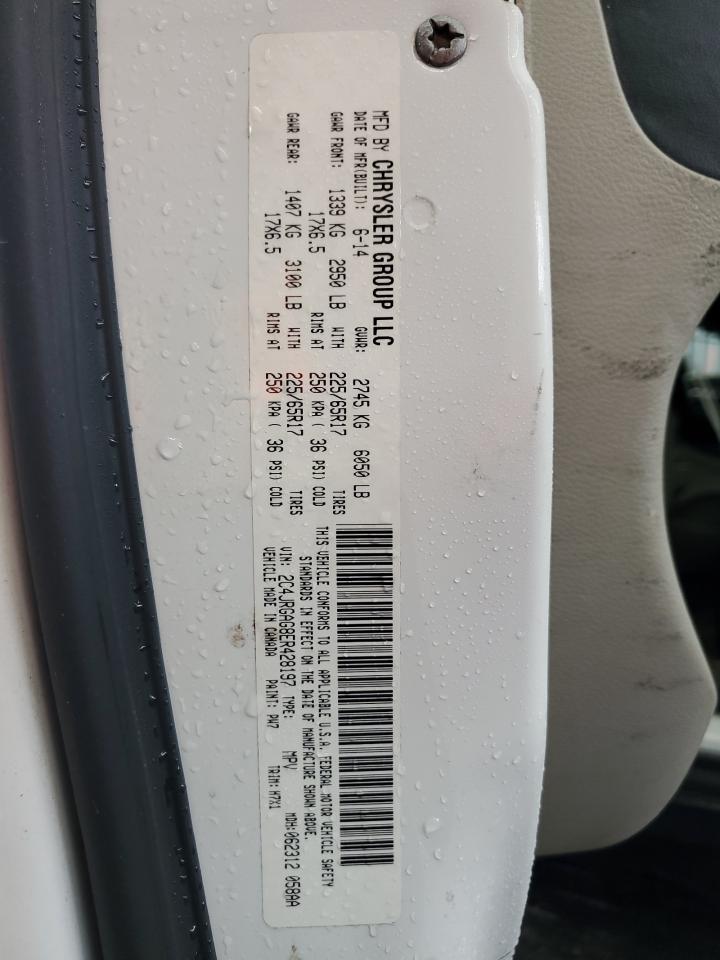 MFD BY CHRYSLER GROUP LLC
DATE OF MFR(BUILT): 6-14 GVWR: 2745 KG 6050 LB
GAWR FRONT: 1339 KG 2950 LB WITH 225/65R17 TIRES
17X6.5 RIMS AT 250 KPA ( 36 PSI) COLD
GAWR REAR: 1407 KG 3100 LB WITH 225/65R17 TIRES
17X6.5 RIMS AT 250 KPA ( 36 PSI) COLD
THIS VEHICLE CONFORMS TO ALL APPLICABLE U.S.A. FEDERAL MOTOR VEHICLE SAFETY
STANDARDS IN EFFECT ON THE DATE OF MANUFACTURE SHOWN ABOVE.
VIN: 2C4JRGAG8ER428197 TYPE: MPV MDH:062312 058AA
VEHICLE MADE IN CANADA PAINT: PW7 TRIM: H7X1